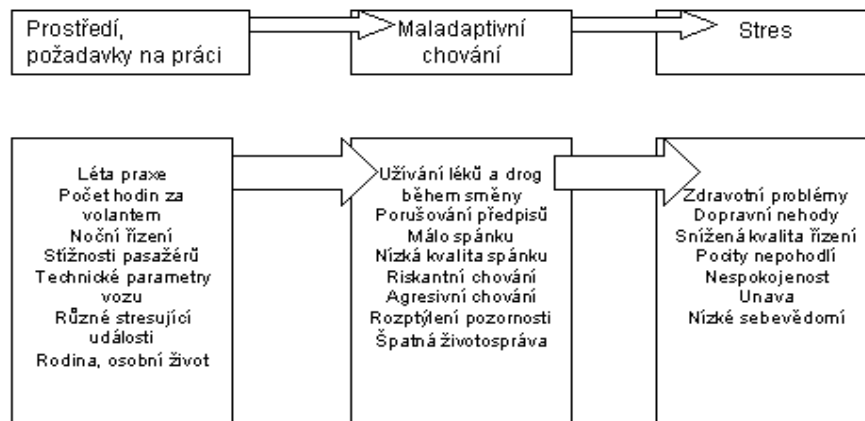 Prostředí,
požadavky na práci
Maladaptivní
chování
Stres
Léta praxe
Počet hodin za
volantem
Noční řízení
Stížnosti pasažérů
Technické parametry
vozu
Různé stresující
události
Rodina, osobní život
Užívání léků a drog
během směny
Porušování předpisů
Málo spánku
Nízká kvalita spánku
Riskantní chování
Agresivní chování
Rozptýlení pozornosti
Špatná životospráva
Zdravotní problémy
Dopravní nehody
Snížená kvalita řízení
Pocity nepohodlí
Nespokojenost
Unava
Nízké sebevědomí